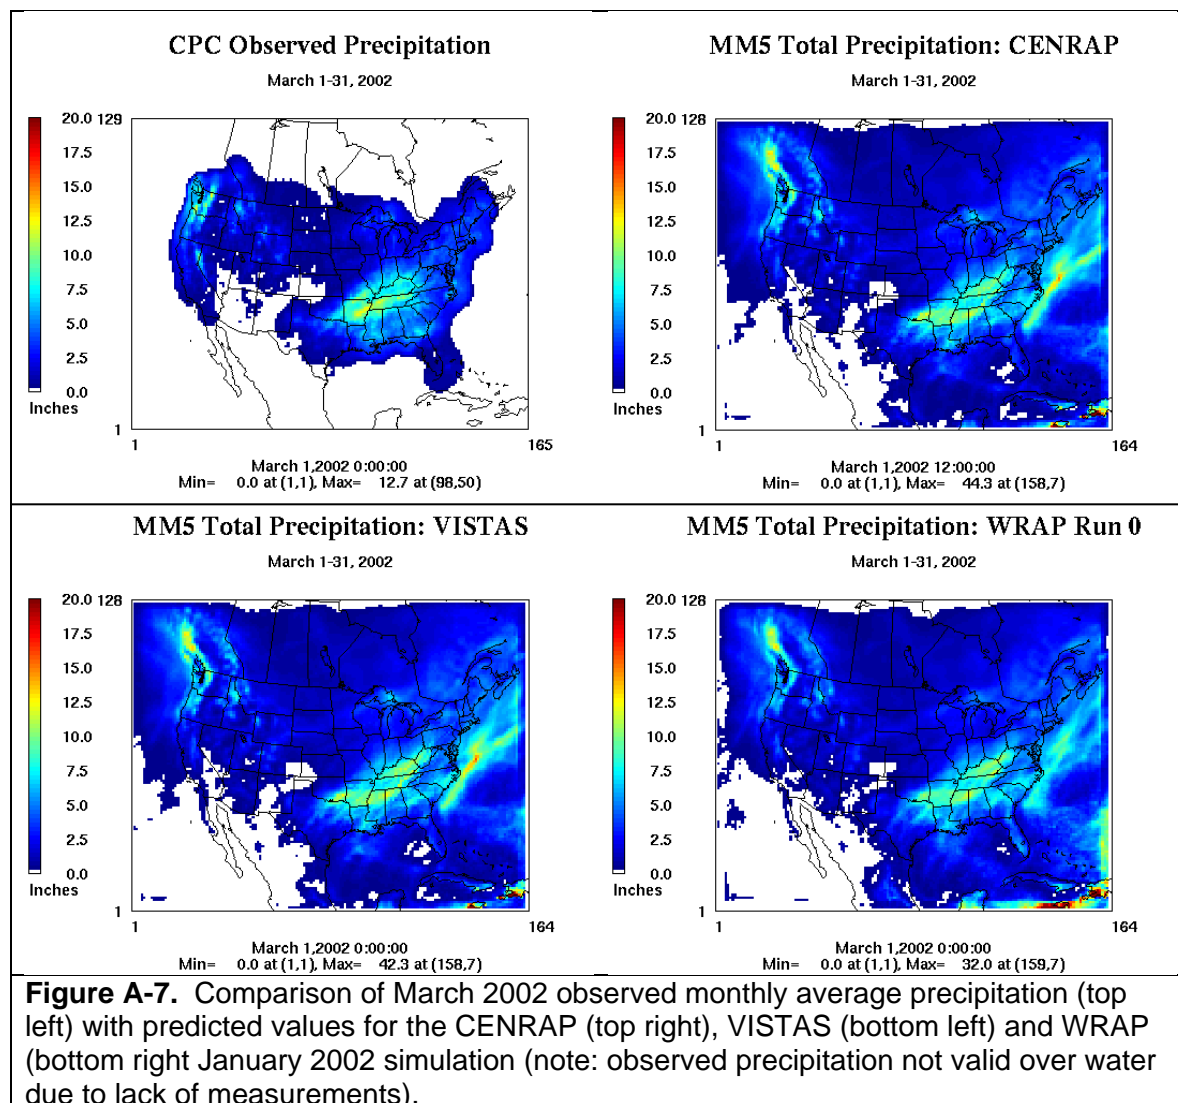 CPC Observed Precipitation
March 1-31, 2002
20.0
17.5
15.0
12.5
10.0
7.5
5.0
2.5
0.0
Inches
129
1
1
165
March 1,2002 0:00:00
Min= 0.0 at (1,1), Max= 12.7 at (98,50)
MM5 Total Precipitation: CENRAP
March 1-31, 2002
20.0
17.5
15.0
12.5
10.0
7.5
5.0
2.5
0.0
Inches
128
1
1
164
March 1,2002 12:00:00
Min= 0.0 at (1,1), Max= 44.3 at (158,7)
MM5 Total Precipitation: VISTAS
March 1-31, 2002
20.0
17.5
15.0
12.5
10.0
7.5
5.0
2.5
0.0
Inches
128
1
1
164
March 1,2002 0:00:00
Min= 0.0 at (1,1), Max= 42.3 at (158,7)
MM5 Total Precipitation: WRAP Run 0
March 1-31, 2002
20.0
17.5
15.0
12.5
10.0
7.5
5.0
2.5
0.0
Inches
128
1
1
164
March 1,2002 0:00:00
Min= 0.0 at (1,1), Max= 32.0 at (159,7)
Figure A-7. Comparison of March 2002 observed monthly average precipitation (top
left) with predicted values for the CENRAP (top right), VISTAS (bottom left) and WRAP
(bottom right January 2002 simulation (note: observed precipitation not valid over water
due to lack of measurements).